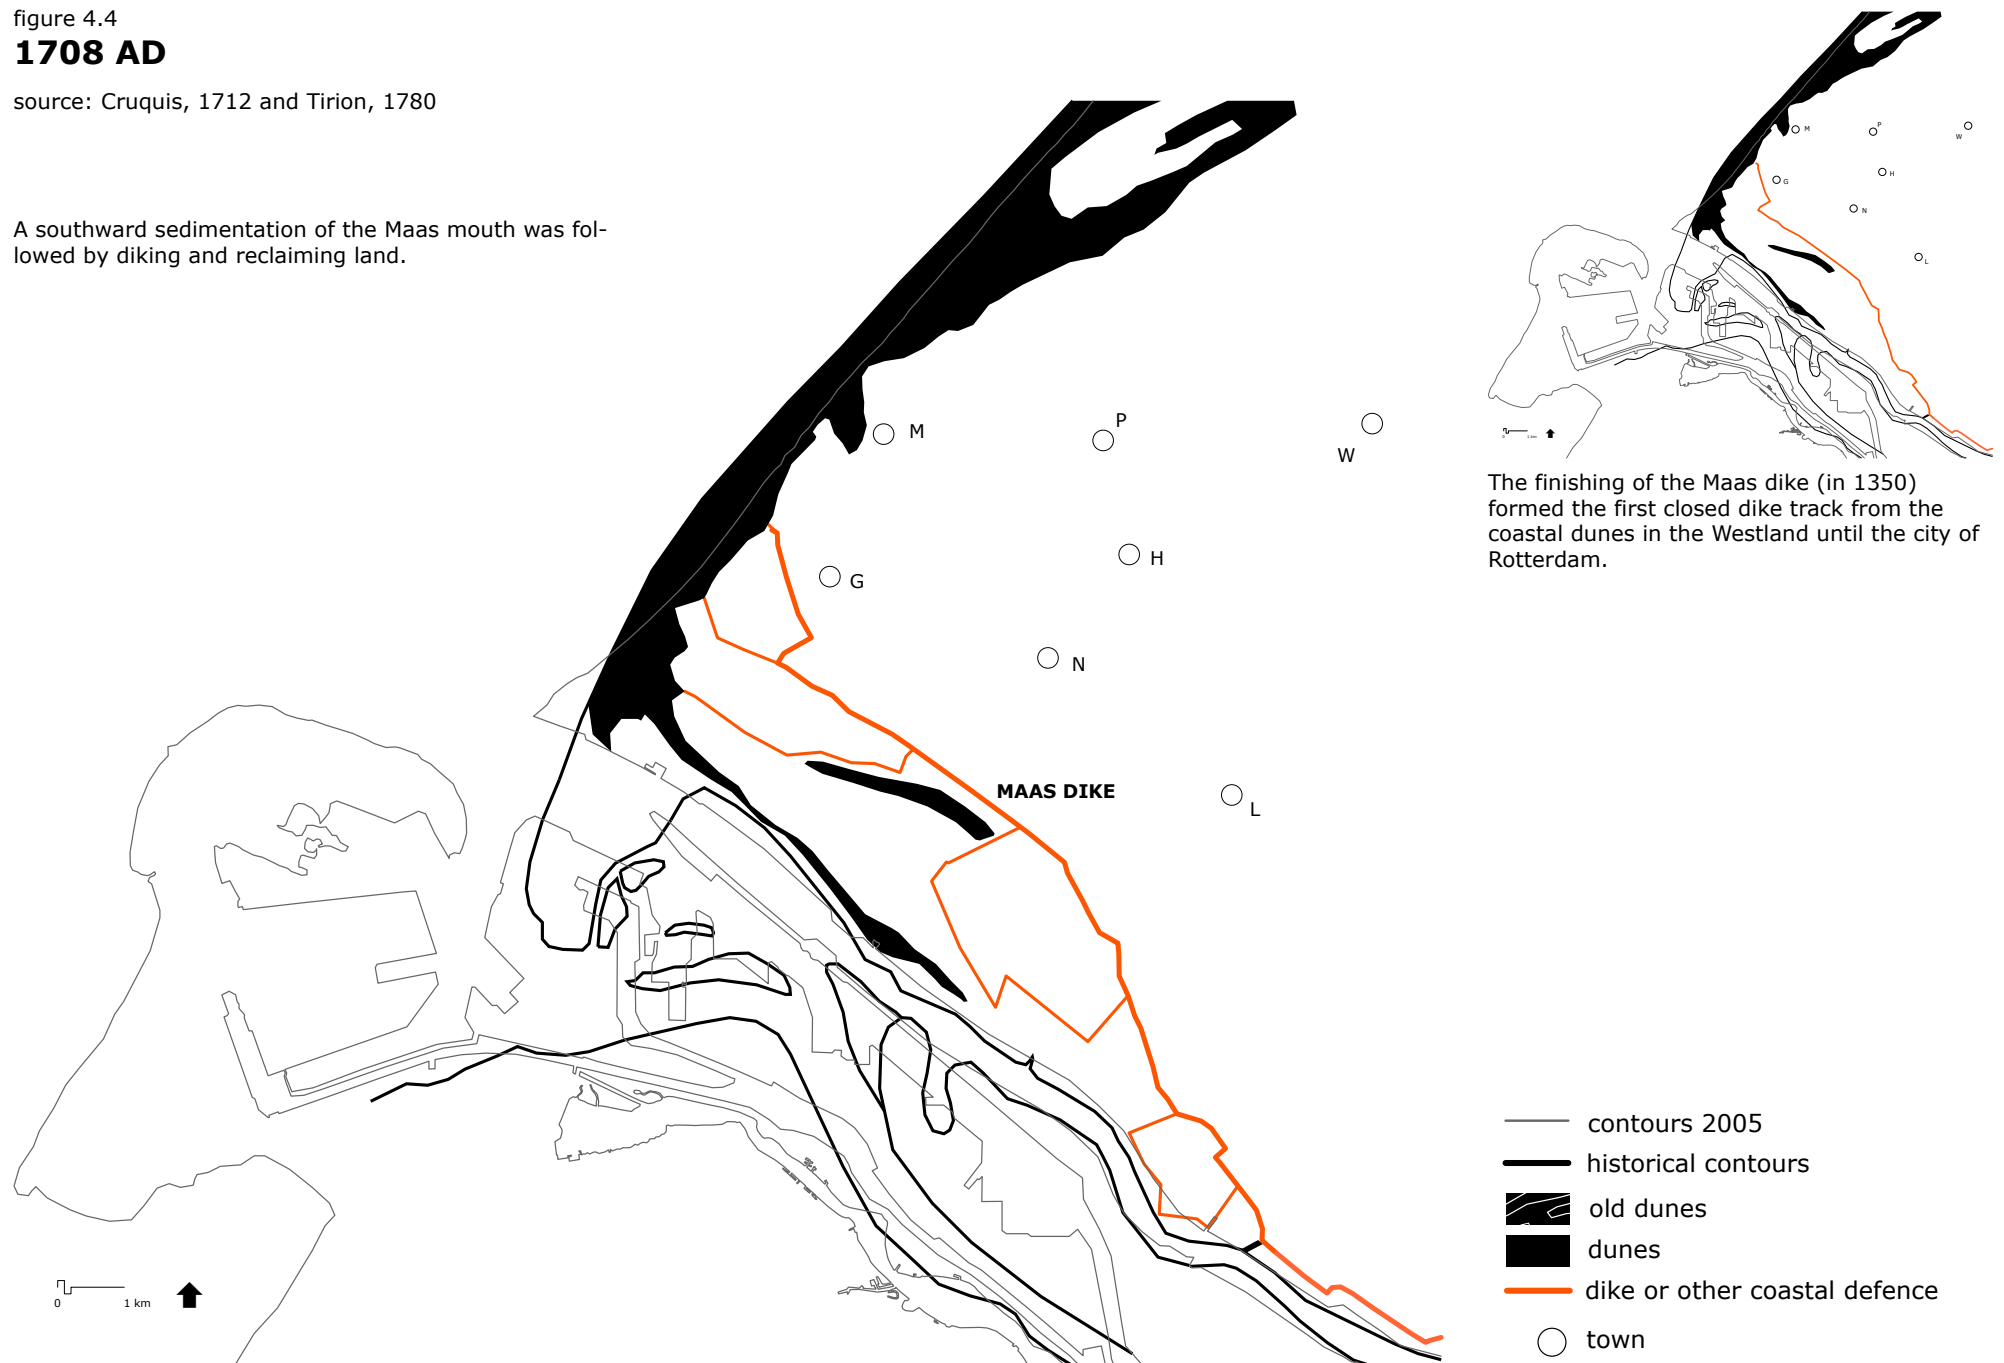 figure 4.4
1708 AD
source: Cruquis, 1712 and Tirion, 1780
A southward sedimentation of the Maas mouth was fol-
lowed by diking and reclaiming land.
M
P
W
G
H
N
MAAS DIKE
L
0 1 km
M
P
W
G
H
N
L
0 1 km
The finishing of the Maas dike (in 1350)
formed the first closed dike track from the
coastal dunes in the Westland until the city of
Rotterdam.
contours 2005
historical contours
old dunes
dunes
dike or other coastal defence
town